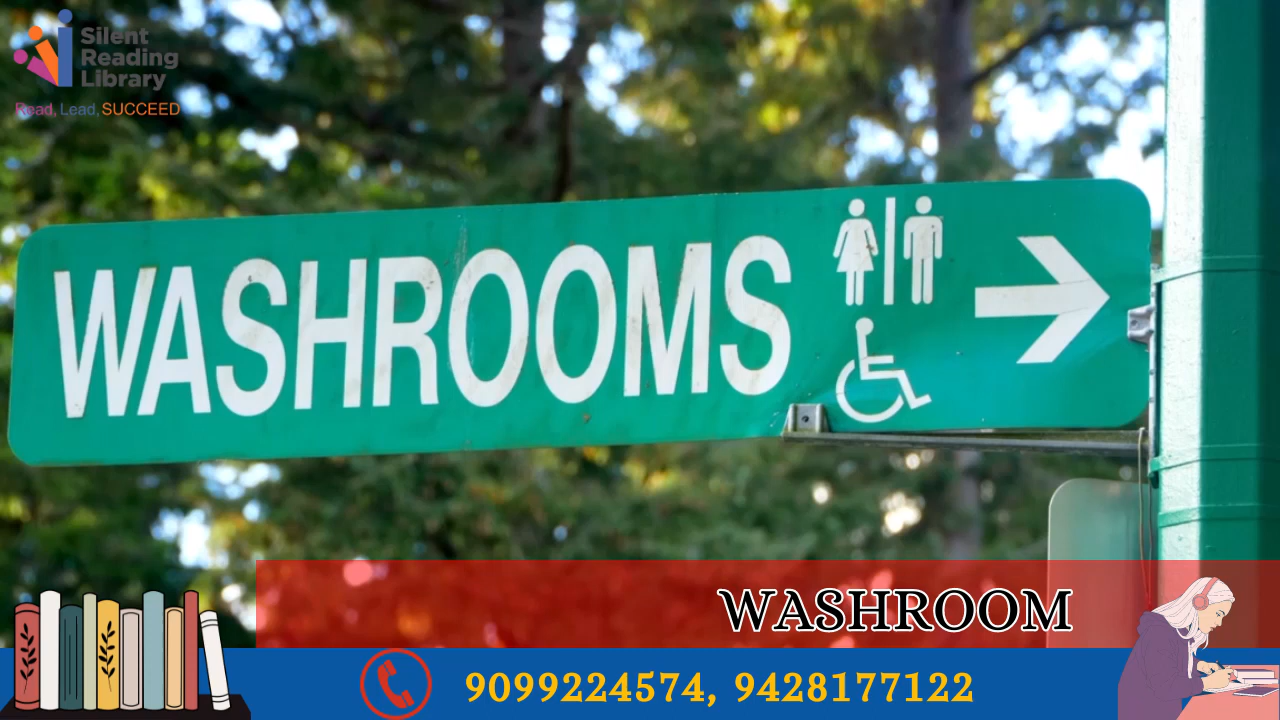 Silent
Reading
Library
Read, Lead, SUCCEED
WASHROOMS
WASHROOM
9099224574, 9428177122